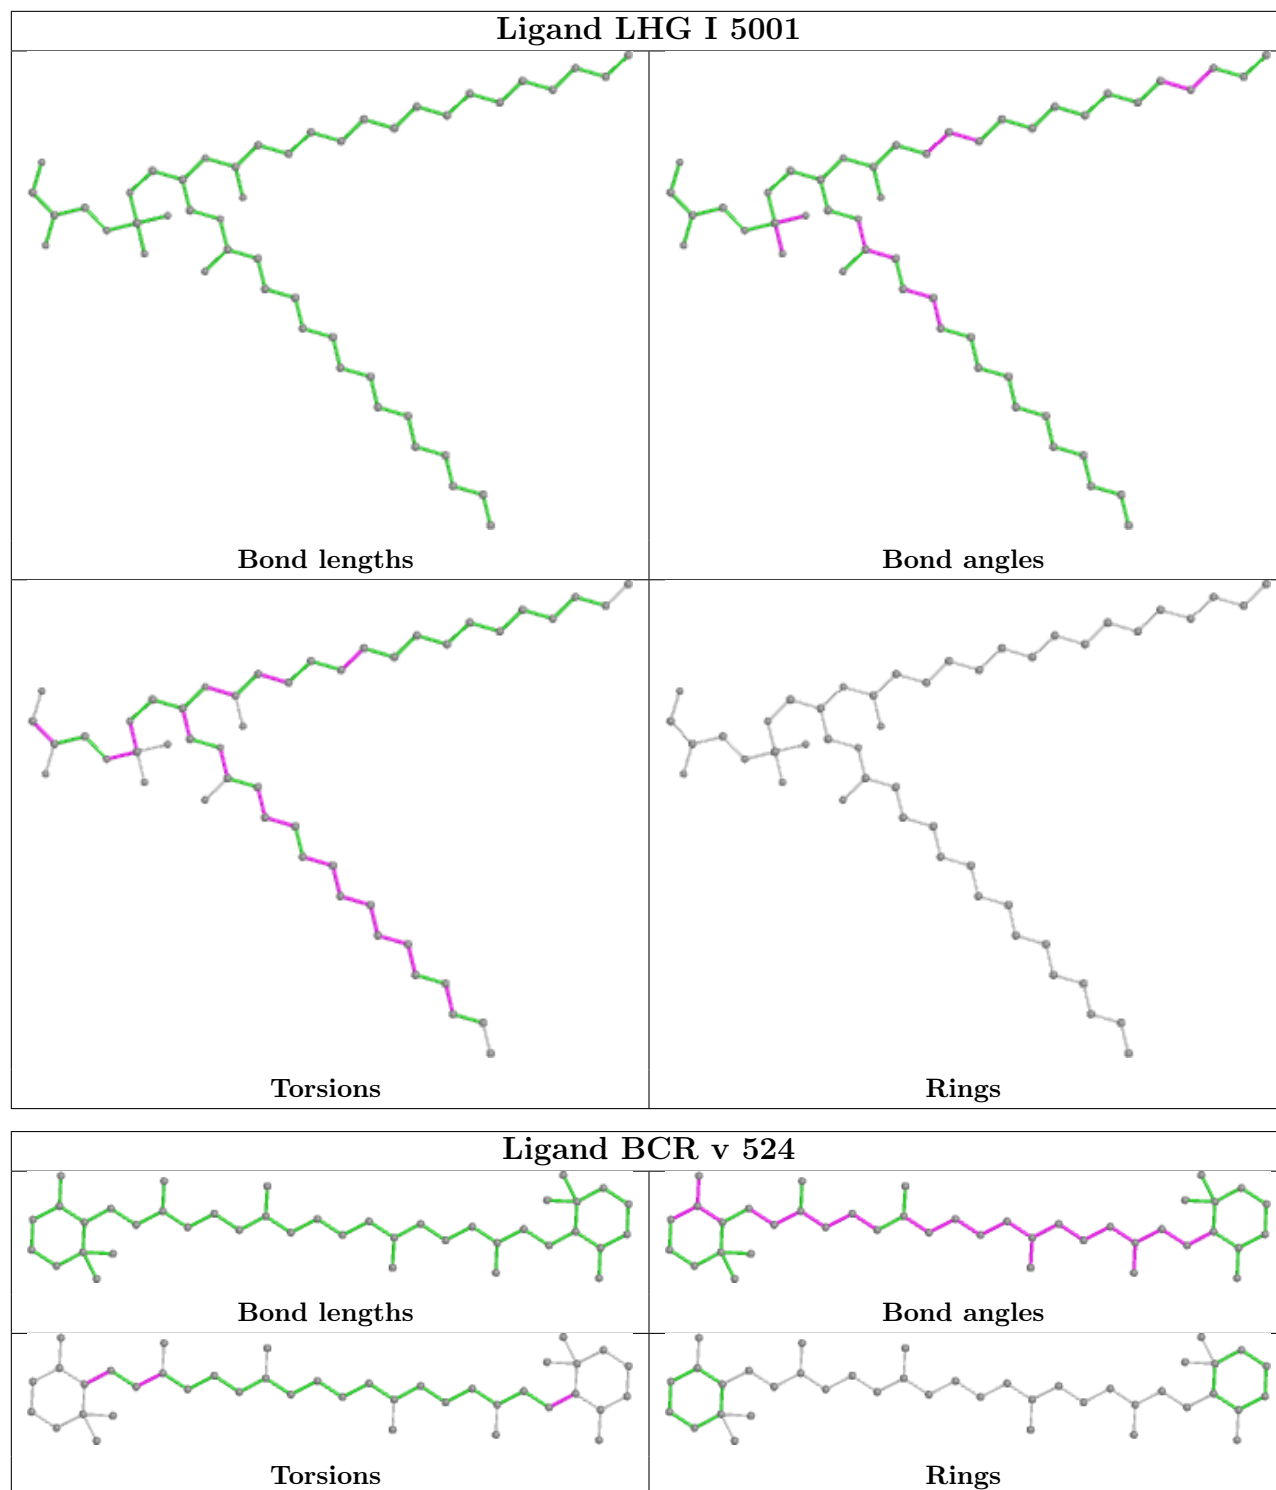 Ligand LHG I 5001
Bond lengths
Bond angles
Torsions
Rings
Ligand BCR v 524
Bond lengths
Bond angles
Torsions
Rings